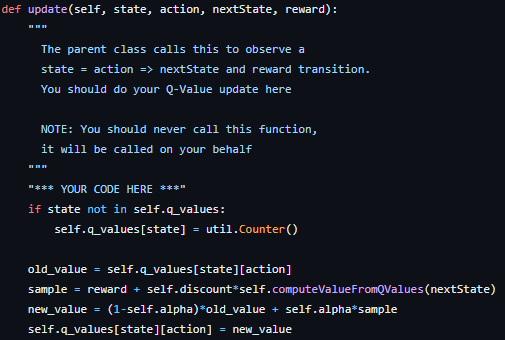 def update(self, state, action, nextState, reward):
"""
The parent class calls this to observe a
state = action => nextState and reward transition.
You should do your Q-Value update here
NOTE: You should never call this function,
it will be called on your behalf
"""
"*** YOUR CODE HERE ***"
if state not in self.q_values:
self.q_values[state] = util.Counter()
old_value = self.q_values[state][action]
sample = reward + self.discount*self.computeValueFromQValues(nextState)
new_value = (1-self.alpha)*old_value + self.alpha*sample
self.q_values[state][action] = new_value